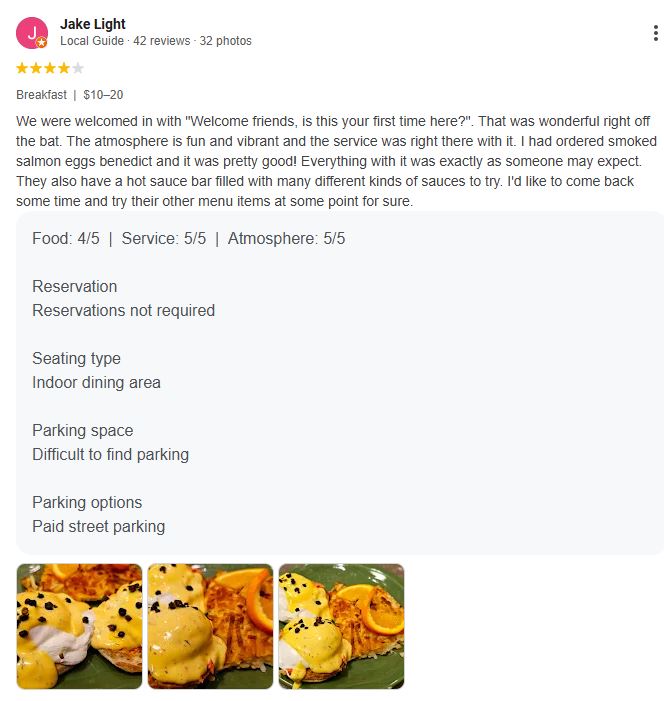 J
Jake Light
Local Guide · 42 reviews · 32 photos
Breakfast | $10–20
We were welcomed in with "Welcome friends, is this your first time here?". That was wonderful right off
the bat. The atmosphere is fun and vibrant and the service was right there with it. I had ordered smoked
salmon eggs benedict and it was pretty good! Everything with it was exactly as someone may expect.
They also have a hot sauce bar filled with many different kinds of sauces to try. I'd like to come back
some time and try their other menu items at some point for sure.
Food: 4/5 | Service: 5/5 | Atmosphere: 5/5
Reservation
Reservations not required
Seating type
Indoor dining area
Parking space
Difficult to find parking
Parking options
Paid street parking